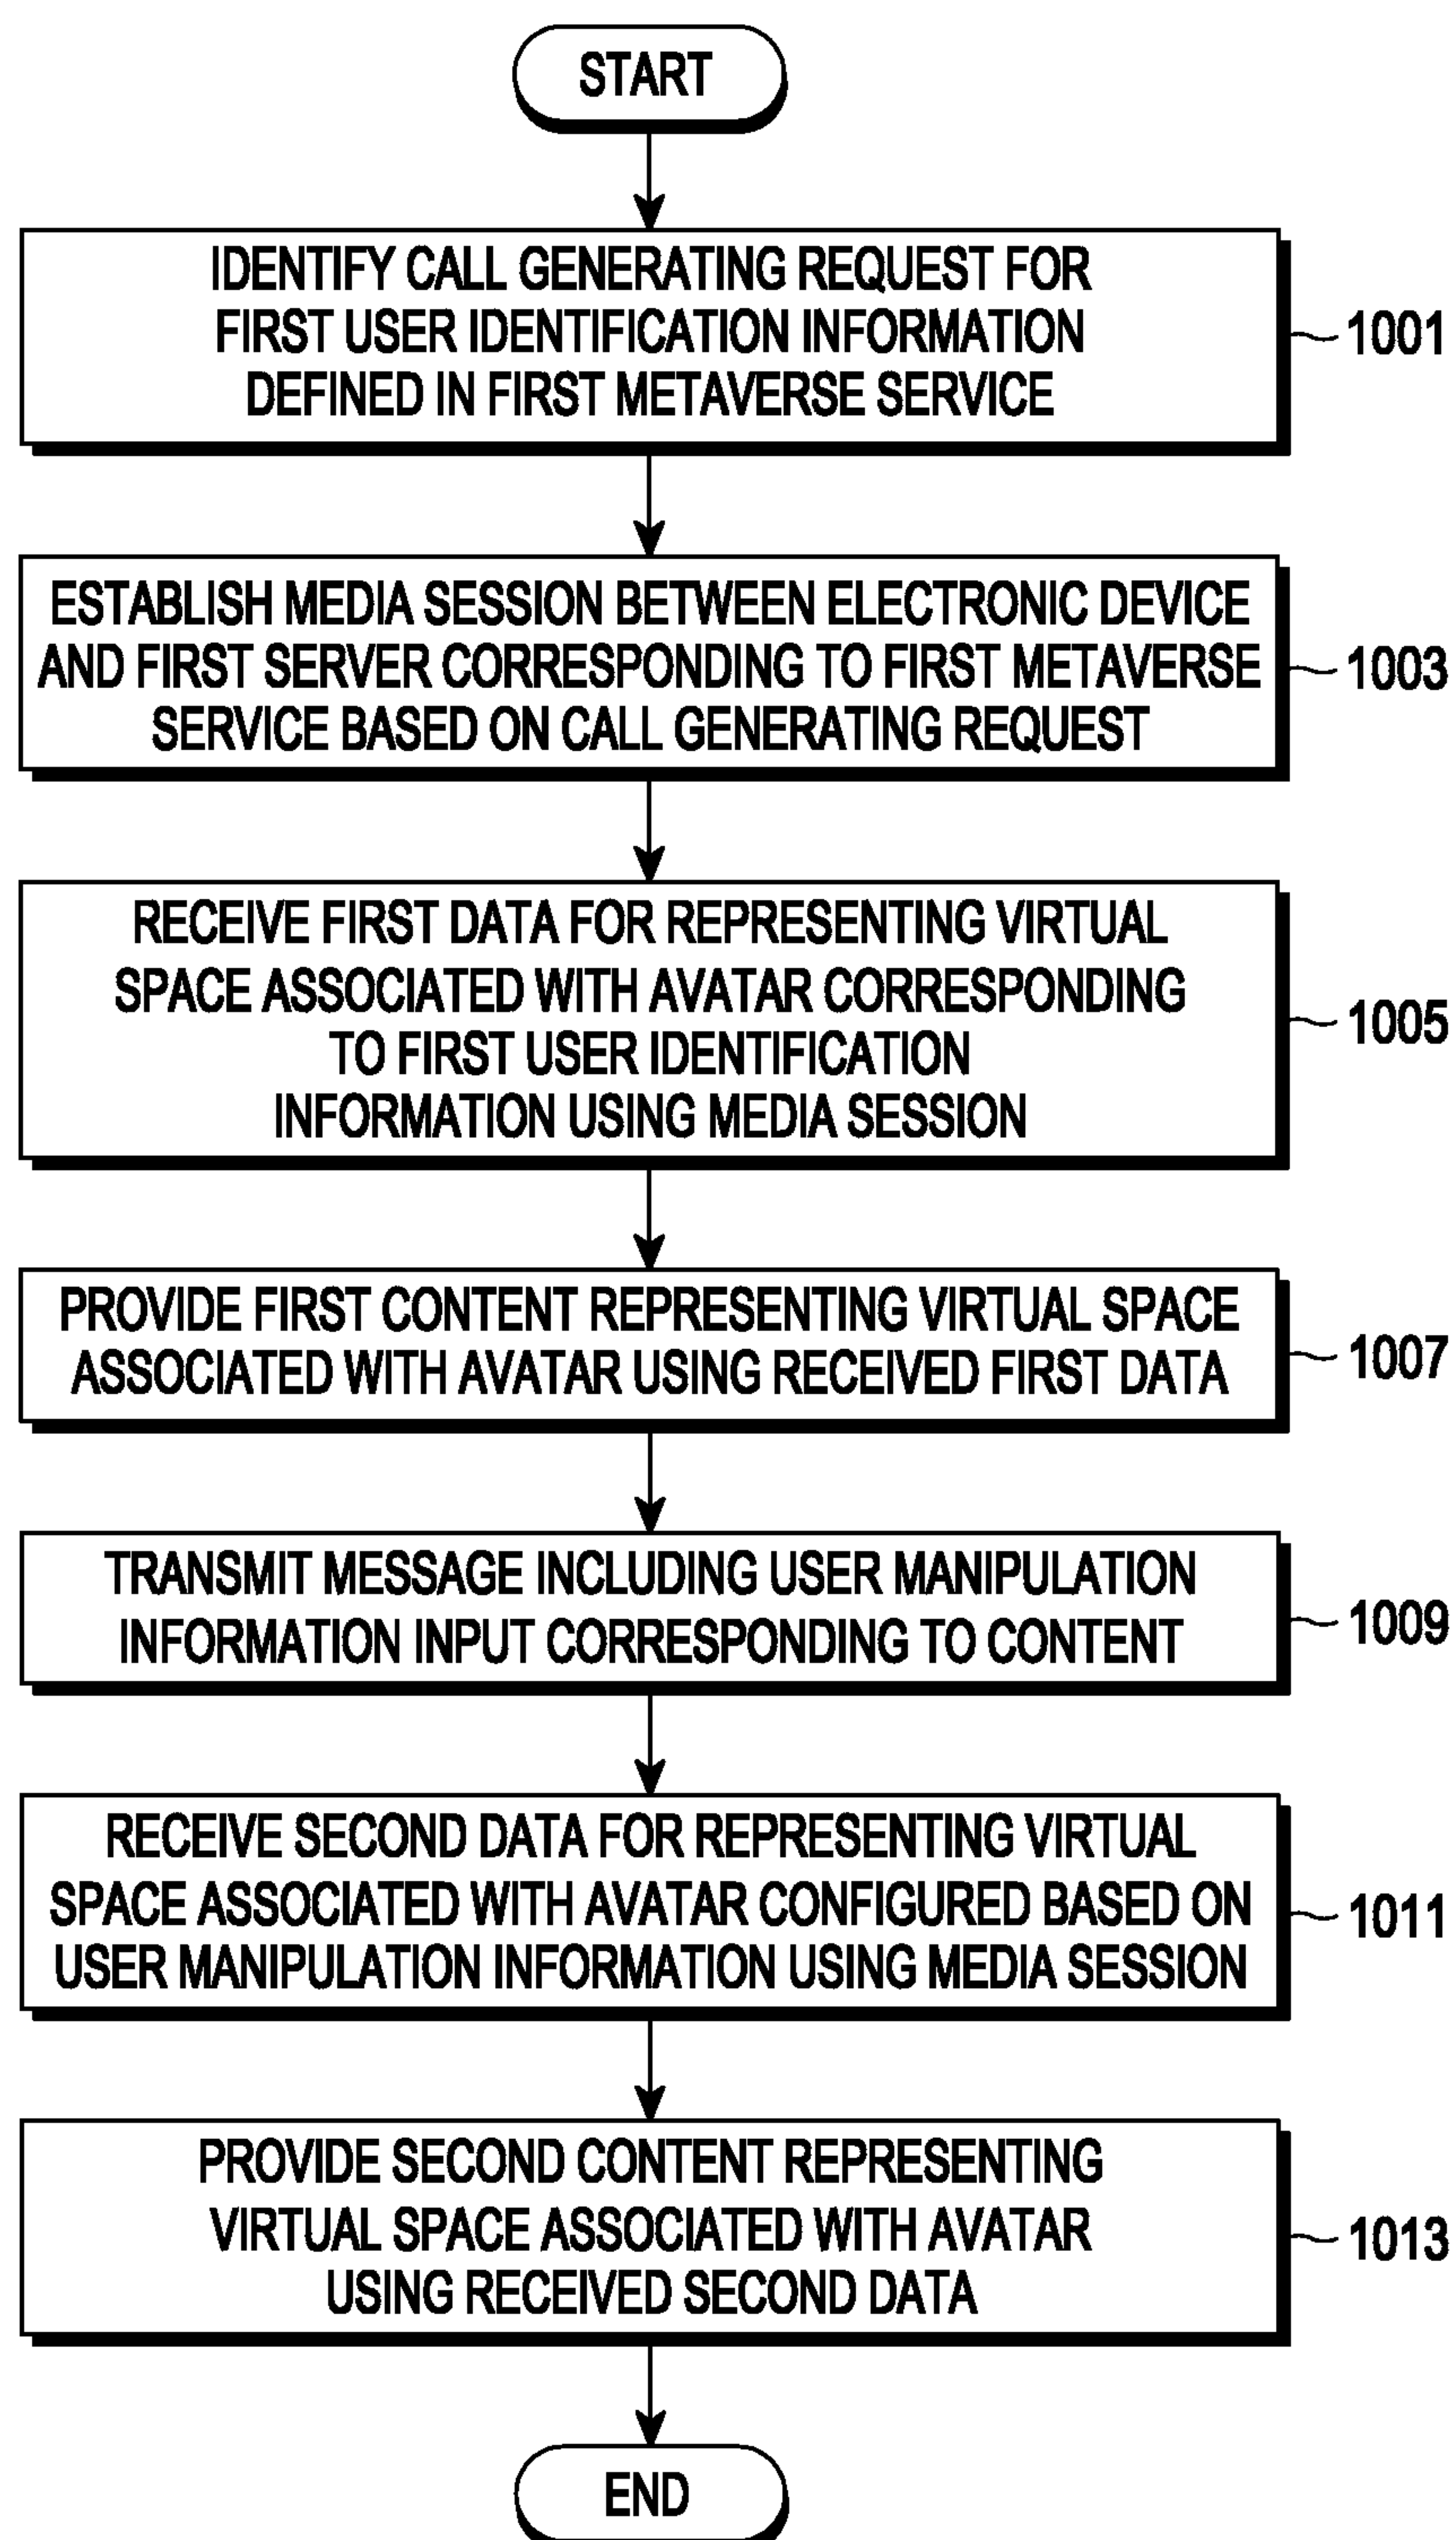 START
IDENTIFY CALL GENERATING REQUEST FOR
FIRST USER IDENTIFICATION INFORMATION
DEFINED IN FIRST METAVERSE SERVICE
1001
ESTABLISH MEDIA SESSION BETWEEN ELECTRONIC DEVICE
AND FIRST SERVER CORRESPONDING TO FIRST METAVERSE
SERVICE BASED ON CALL GENERATING REQUEST
1003
RECEIVE FIRST DATA FOR REPRESENTING VIRTUAL
SPACE ASSOCIATED WITH AVATAR CORRESPONDING
TO FIRST USER IDENTIFICATION
INFORMATION USING MEDIA SESSION
1005
PROVIDE FIRST CONTENT REPRESENTING VIRTUAL SPACE
ASSOCIATED WITH AVATAR USING RECEIVED FIRST DATA
1007
TRANSMIT MESSAGE INCLUDING USER MANIPULATION
INFORMATION INPUT CORRESPONDING TO CONTENT
1009
RECEIVE SECOND DATA FOR REPRESENTING VIRTUAL
SPACE ASSOCIATED WITH AVATAR CONFIGURED BASED ON
USER MANIPULATION INFORMATION USING MEDIA SESSION
1011
PROVIDE SECOND CONTENT REPRESENTING
VIRTUAL SPACE ASSOCIATED WITH AVATAR
USING RECEIVED SECOND DATA
1013
END